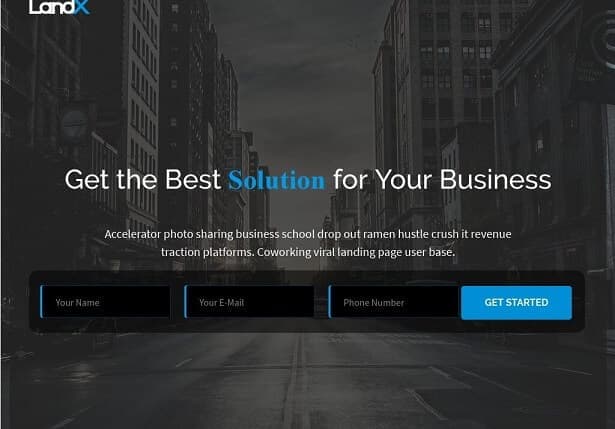 LandX
Get the Best Solution for Your Business
Accelerator photo sharing business school drop out ramen hustle crush it revenue
traction platforms. Coworking viral landing page user base.
Your Name
Your E-Mail
Phone Number
GET STARTED